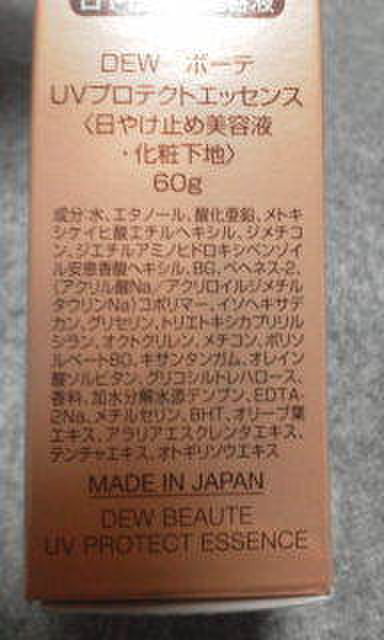 DEW ボーテ
UVプロテクトエッセンス
〈日やけ止め美容液
・化粧下地〉
60g
成分:水、エタノール、酸化亜鉛、メトキ
シケイヒ酸エチルヘキシル、ジメチコ
ン、ジエチルアミノヒドロキシベンゾイ
ル安息香酸ヘキシル、BG、ベヘネス-2、
(アクリル酸Na/アクリロイルジメチル
タウリンNa)コポリマー、イソヘキサデ
カン、グリセリン、トリエトキシカプリリル
シラン、オクトクリレン、メチコン、ポリソ
ルベート80、キサンタンガム、オレイン
酸ソルビタン、グリコシルトレハロース、
香料、加水分解水添デンプン、EDTA-
2Na、メチルセリン、BHT、オリーブ葉
エキス、アラリアエスクレンタエキス、
テンチャエキス、オトギリソウエキス
MADE IN JAPAN
DEW BEAUTE
UV PROTECT ESSENCE